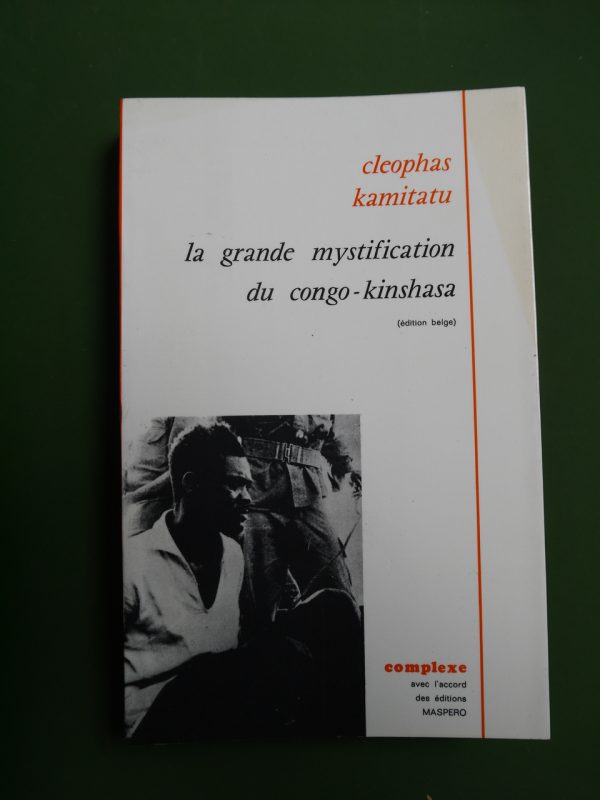 cleophas
kamitatu
la grande mystification
du congo-kinshasa
(édition belge)
complexe
avec l'accord
des éditions
MASPERO